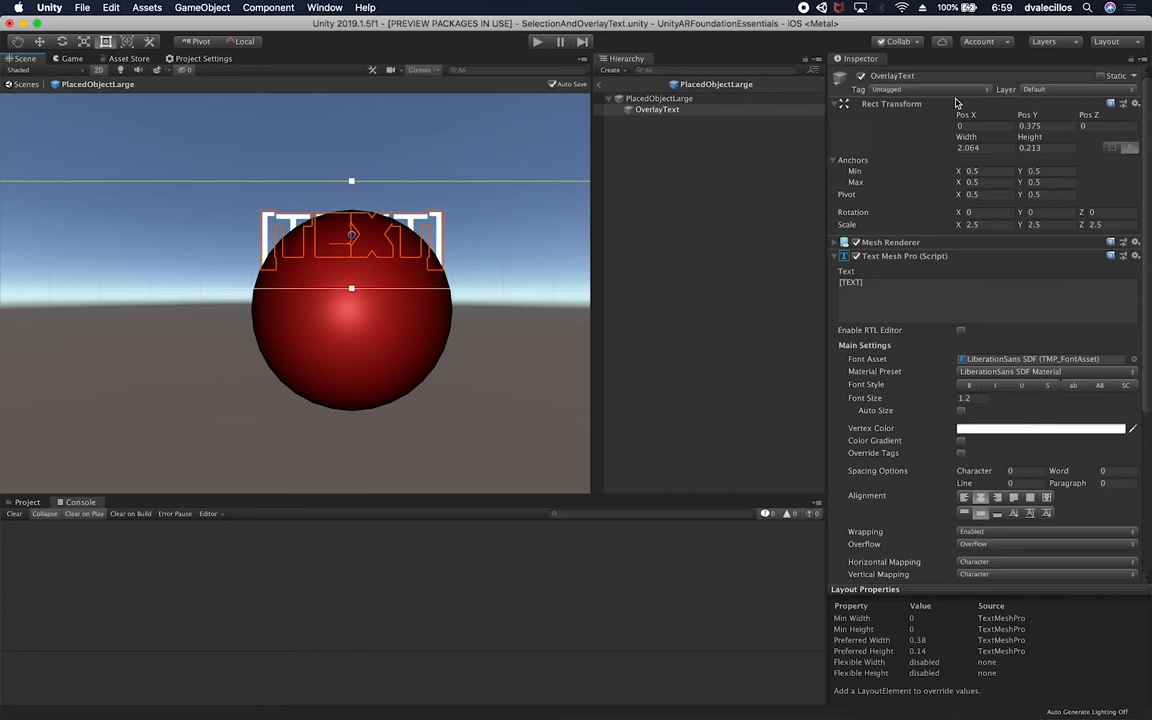 Unity File Edit Assets GameObject Component Window Help 100% 6:59 dvalecillos
Unity 2019.1.5f1 - [PREVIEW PACKAGES IN USE] - SelectionAndOverlayText.unity - UnityARFoundationEssentials - iOS <Metal>
Pivot Local Collab Account Layers Layout
Scene Game Asset Store Project Settings Hierarchy Inspector
Shaded 2D 0 Gizmos All Create All
OverlayText Static
Scenes PlacedObjectLarge Auto Save PlacedObjectLarge
Tag Untagged Layer Default
PlacedObjectLarge
OverlayText
Rect Transform
Pos X Pos Y Pos Z
0 0.375 0
Width Height
2.064 0.213
R
Anchors
Min X 0.5 Y 0.5
Max X 0.5 Y 0.5
Pivot X 0.5 Y 0.5
Rotation X 0 Y 0 Z 0
Scale X 2.5 Y 2.5 Z 2.5
[TEXT]
Mesh Renderer
Text Mesh Pro (Script)
Text
[TEXT]
Enable RTL Editor
Main Settings
Font Asset LiberationSans SDF (TMP_FontAsset)
Material Preset LiberationSans SDF Material
Font Style B I U S ab AB SC
Font Size 1.2
Auto Size
Vertex Color
Color Gradient
Override Tags
Spacing Options Character 0 Word 0
Line 0 Paragraph 0
Alignment
Wrapping Enabled
Overflow Overflow
Horizontal Mapping Character
Vertical Mapping Character
Project Console
Clear Collapse Clear on Play Clear on Build Error Pause Editor 0 0 0
Layout Properties
Property Value Source
Min Width 0 TextMeshPro
Min Height 0 TextMeshPro
Preferred Width 0.38 TextMeshPro
Preferred Height 0.14 TextMeshPro
Flexible Width disabled none
Flexible Height disabled none
Add a LayoutElement to override values.
Auto Generate Lighting Off